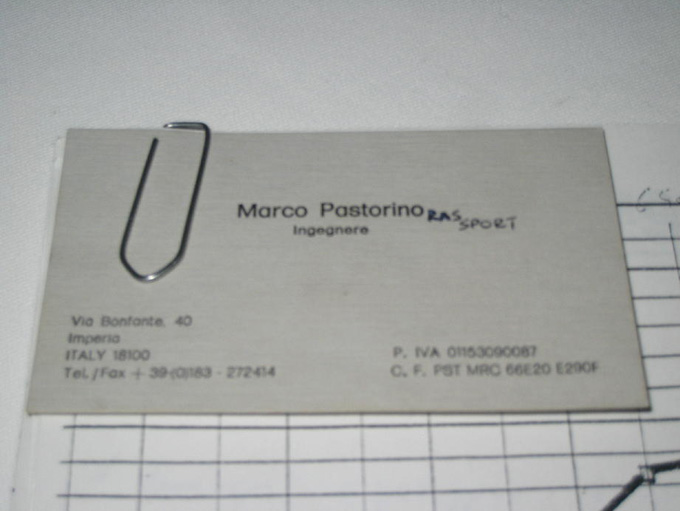 Marco Pastorino RAS SPORT
Ingegnere
Via Bonfante, 40
Imperia
ITALY 18100
Tel./Fax + 39-(0)183 - 272414
P. IVA 01153090087
C. F. PST MRC 66E20 E290F